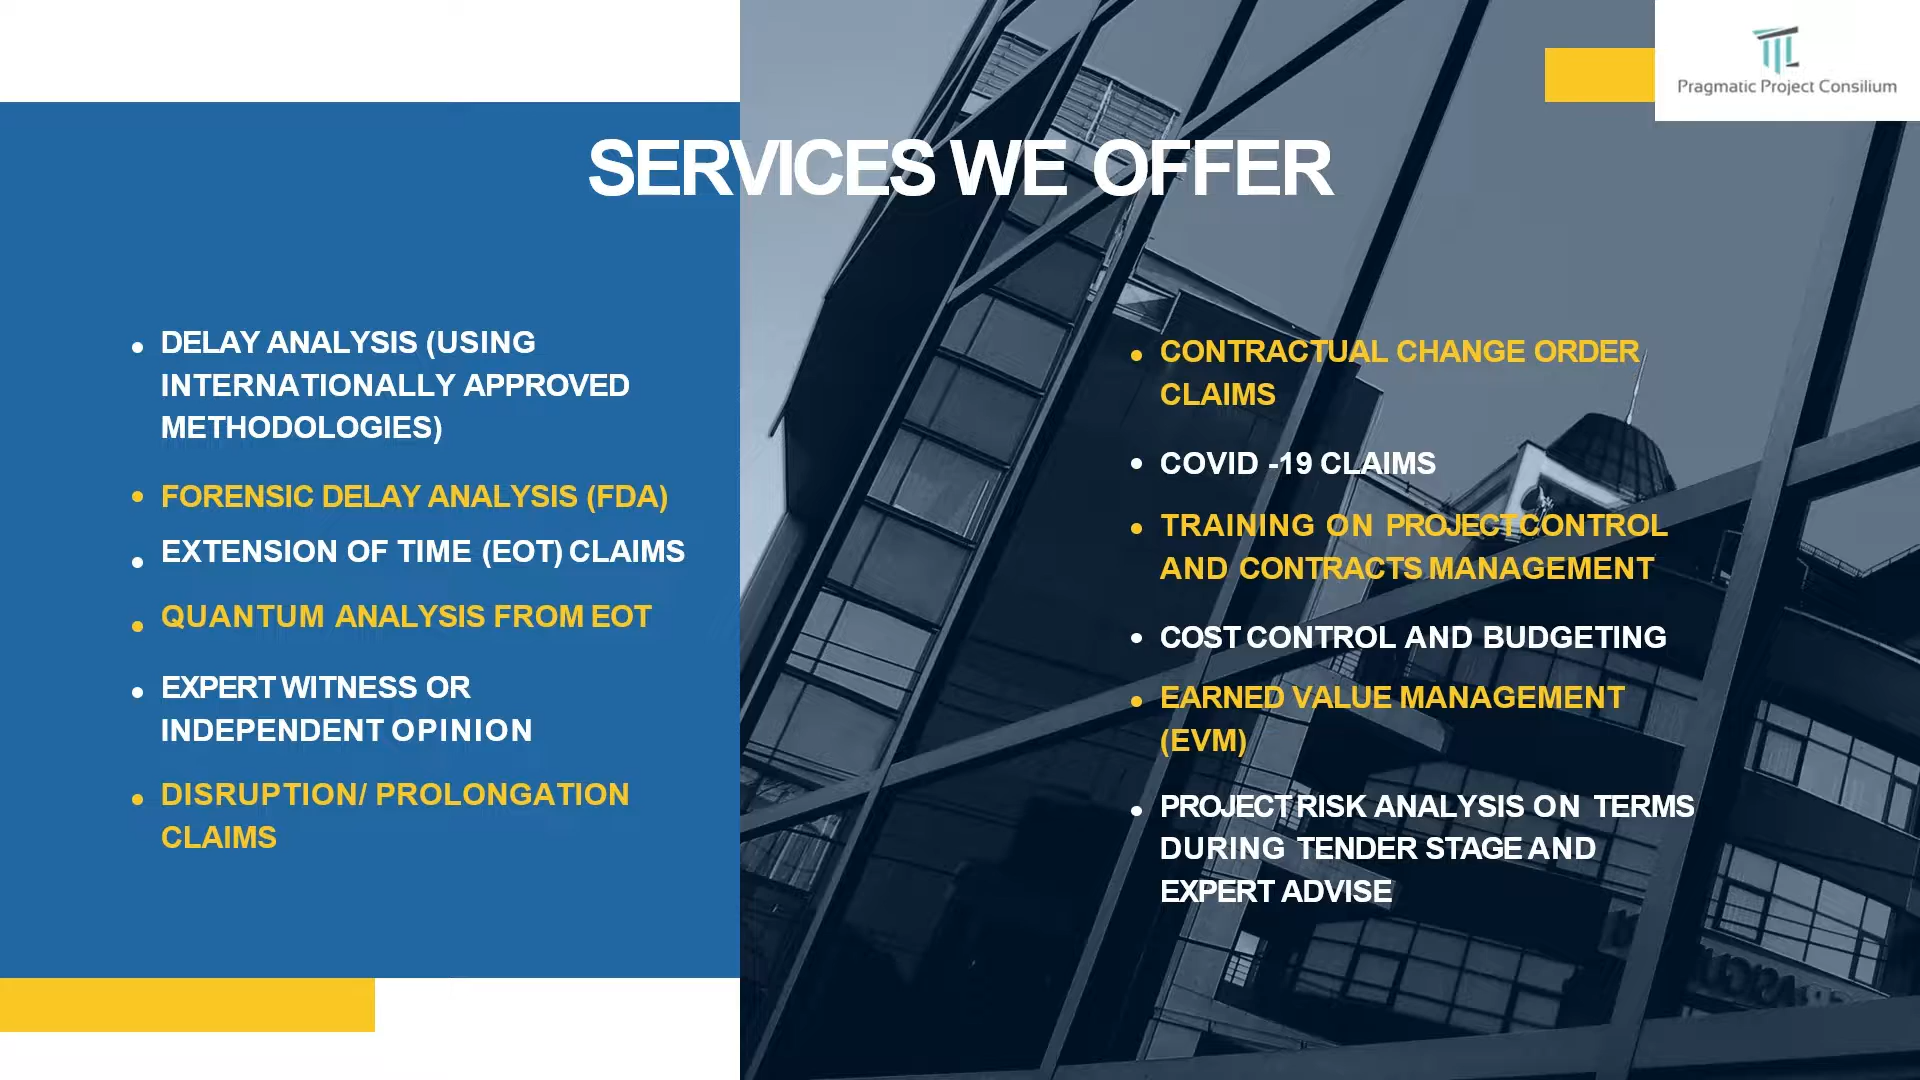 Pragmatic Project Consilium
SERVICES WE OFFER
• DELAY ANALYSIS (USING
INTERNATIONALLY APPROVED
METHODOLOGIES)
• FORENSIC DELAY ANALYSIS (FDA)
• EXTENSION OF TIME (EOT) CLAIMS
• QUANTUM ANALYSIS FROM EOT
• EXPERT WITNESS OR
INDEPENDENT OPINION
• DISRUPTION/ PROLONGATION
CLAIMS
• CONTRACTUAL CHANGE ORDER
CLAIMS
• COVID -19 CLAIMS
• TRAINING ON PROJECT CONTROL
AND CONTRACTS MANAGEMENT
• COST CONTROL AND BUDGETING
• EARNED VALUE MANAGEMENT
(EVM)
• PROJECT RISK ANALYSIS ON TERMS
DURING TENDER STAGE AND
EXPERT ADVISE